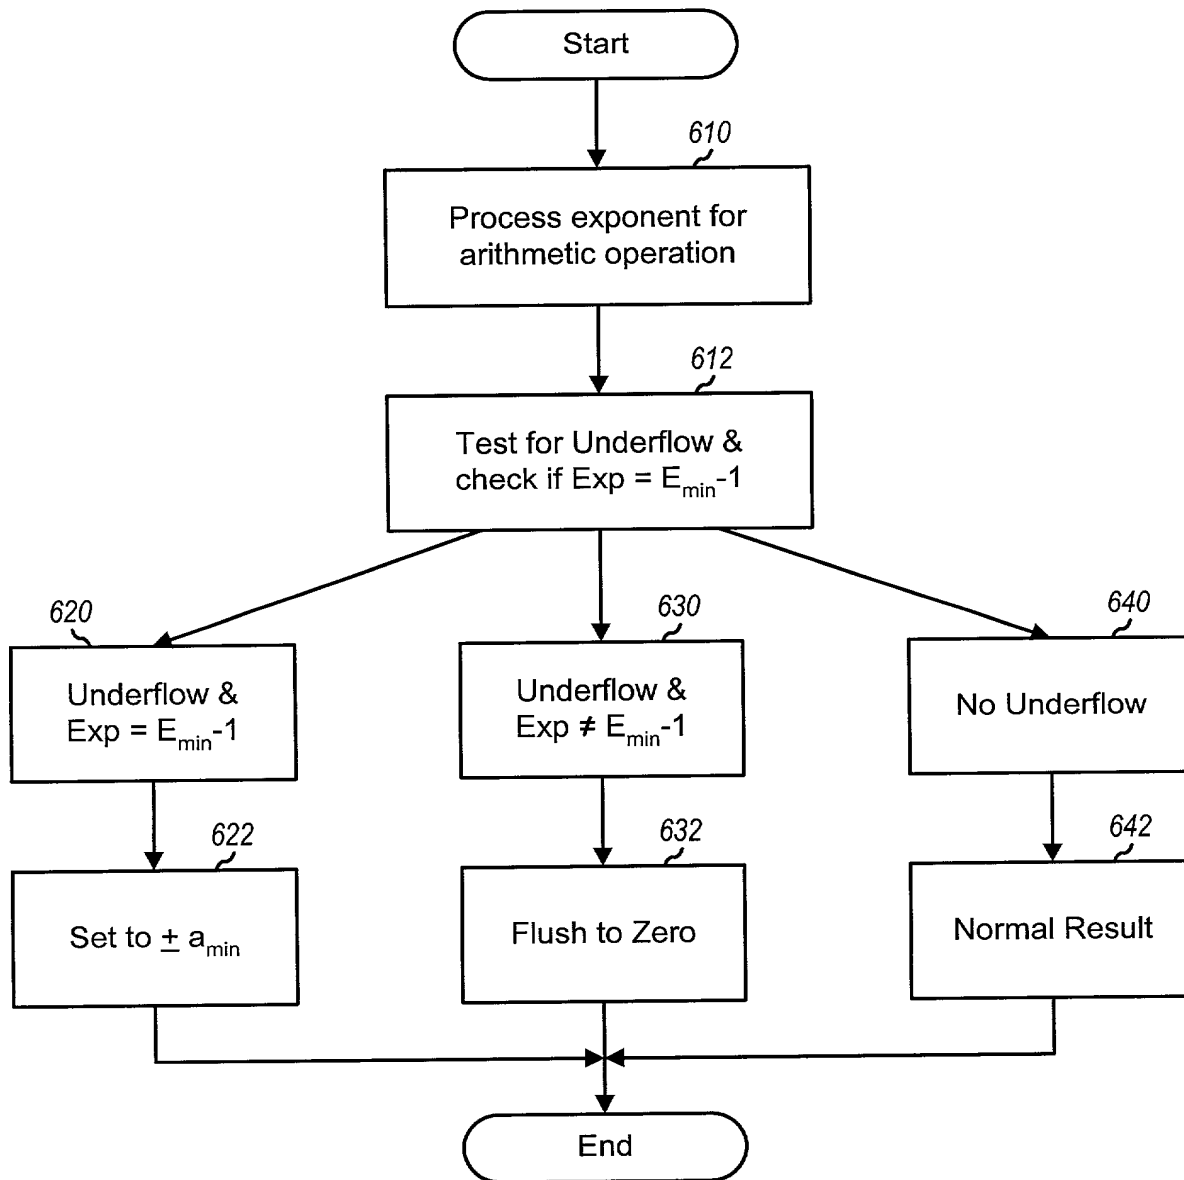 Start
610
Process exponent for
arithmetic operation
612
Test for Underflow &
check if Exp = Emin-1
620
Underflow &
Exp = Emin-1
630
Underflow &
Exp ≠ Emin-1
640
No Underflow
622
Set to ± amin
632
Flush to Zero
642
Normal Result
End